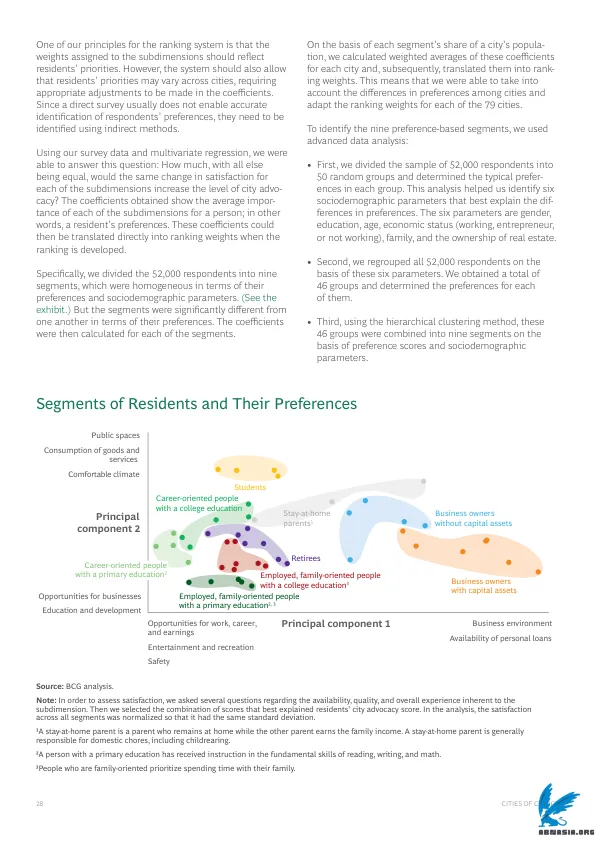 One of our principles for the ranking system is that the
weights assigned to the subdimensions should reflect
residents' priorities. However, the system should also allow
that residents' priorities may vary across cities, requiring
appropriate adjustments to be made in the coefficients.
Since a direct survey usually does not enable accurate
identification of respondents' preferences, they need to be
identified using indirect methods.
Using our survey data and multivariate regression, we were
able to answer this question: How much, with all else
being equal, would the same change in satisfaction for
each of the subdimensions increase the level of city advo-
cacy? The coefficients obtained show the average impor-
tance of each of the subdimensions for a person; in other
words, a resident's preferences. These coefficients could
then be translated directly into ranking weights when the
ranking is developed.
Specifically, we divided the 52,000 respondents into nine
segments, which were homogeneous in terms of their
preferences and sociodemographic parameters. (See the
exhibit.) But the segments were significantly different from
one another in terms of their preferences. The coefficients
were then calculated for each of the segments.
On the basis of each segment's share of a city's popula-
tion, we calculated weighted averages of these coefficients
for each city and, subsequently, translated them into rank-
ing weights. This means that we were able to take into
account the differences in preferences among cities and
adapt the ranking weights for each of the 79 cities.
To identify the nine preference-based segments, we used
advanced data analysis:
• First, we divided the sample of 52,000 respondents into
50 random groups and determined the typical prefer-
ences in each group. This analysis helped us identify six
sociodemographic parameters that best explain the dif-
ferences in preferences. The six parameters are gender,
education, age, economic status (working, entrepreneur,
or not working), family, and the ownership of real estate.
• Second, we regrouped all 52,000 respondents on the
basis of these six parameters. We obtained a total of
46 groups and determined the preferences for each
of them.
• Third, using the hierarchical clustering method, these
46 groups were combined into nine segments on the
basis of preference scores and sociodemographic
parameters.
Segments of Residents and Their Preferences
Public spaces
Consumption of goods and
services
Comfortable climate
Principal
component 2
Opportunities for businesses
Education and development
Students
Career-oriented people
with a college education
Stay-at-home
parents¹
Business owners
without capital assets
Retirees
Career-oriented people
with a primary education²
Employed, family-oriented people
with a college education³
Business owners
with capital assets
Employed, family-oriented people
with a primary education²,³
Opportunities for work, career,
and earnings
Entertainment and recreation
Safety
Principal component 1
Business environment
Availability of personal loans
Source: BCG analysis.
Note: In order to assess satisfaction, we asked several questions regarding the availability, quality, and overall experience inherent to the
subdimension. Then we selected the combination of scores that best explained residents' city advocacy score. In the analysis, the satisfaction
across all segments was normalized so that it had the same standard deviation.
¹A stay-at-home parent is a parent who remains at home while the other parent earns the family income. A stay-at-home parent is generally
responsible for domestic chores, including childrearing.
²A person with a primary education has received instruction in the fundamental skills of reading, writing, and math.
³People who are family-oriented prioritize spending time with their family.
28
CITIES OF
ABNASIA.ORG